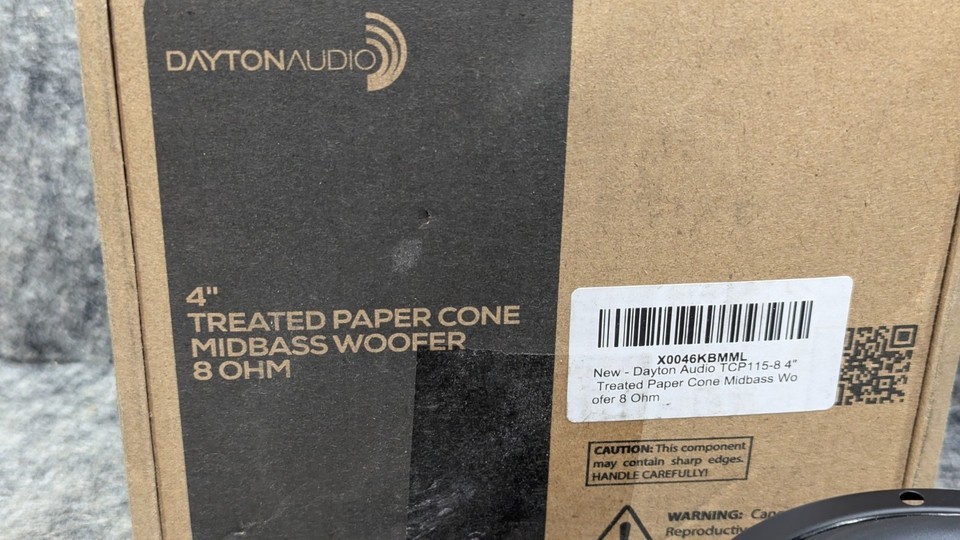 DAYTONAUDIO
4"
TREATED PAPER CONE
MIDBASS WOOFER
8 OHM
X0046KBMML
New - Dayton Audio TCP115-8 4"
Treated Paper Cone Midbass Wo
ofer 8 Ohm
CAUTION: This component
may contain sharp edges.
HANDLE CAREFULLY!
WARNING: